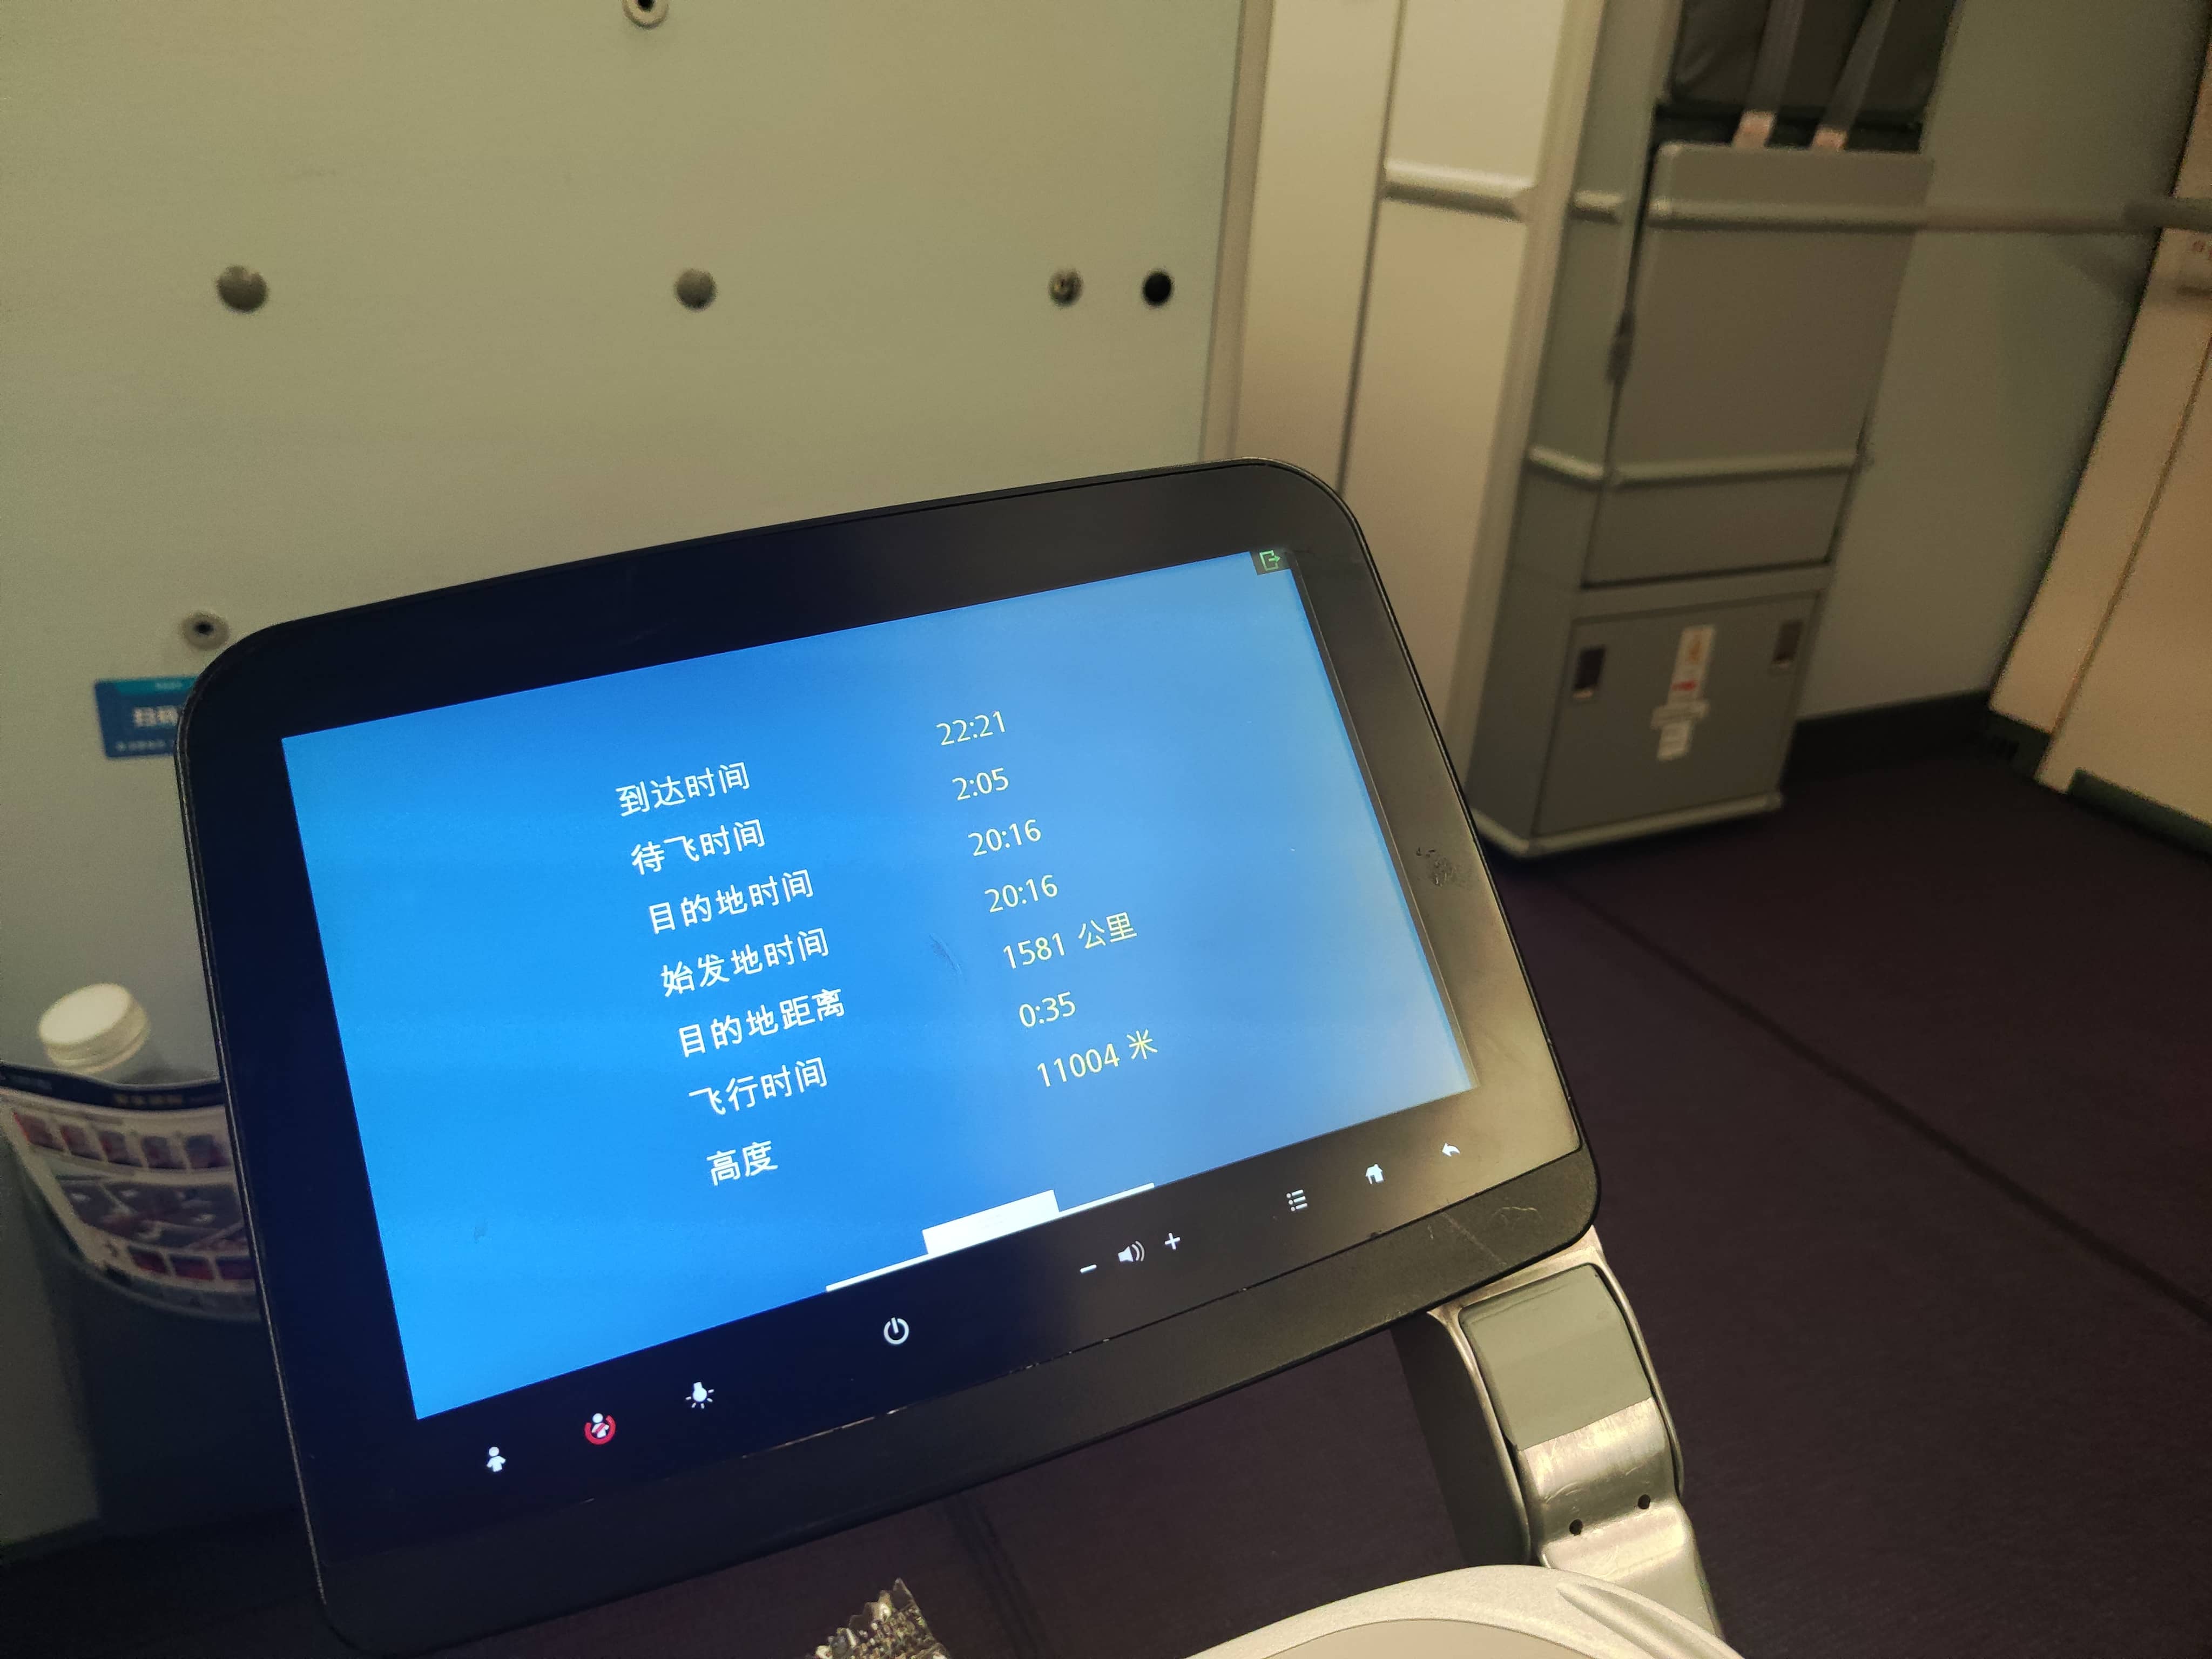 到达时间 22:21
待飞时间 2:05
目的地时间 20:16
始发地时间 20:16
目的地距离 1581 公里
飞行时间 0:35
高度 11004 米
扫码